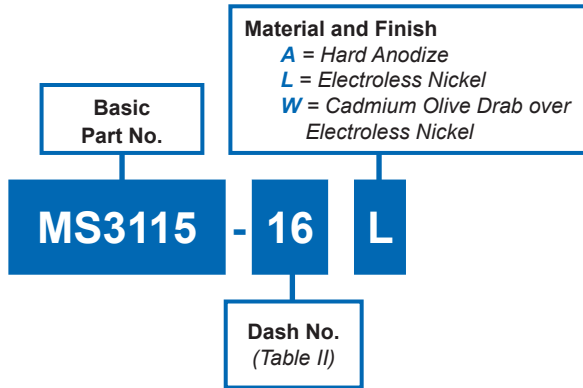 Material and Finish
A = Hard Anodize
L = Electroless Nickel
W = Cadmium Olive Drab over
Electroless Nickel
Basic
Part No.
MS3115 - 16 L
Dash No.
(Table II)